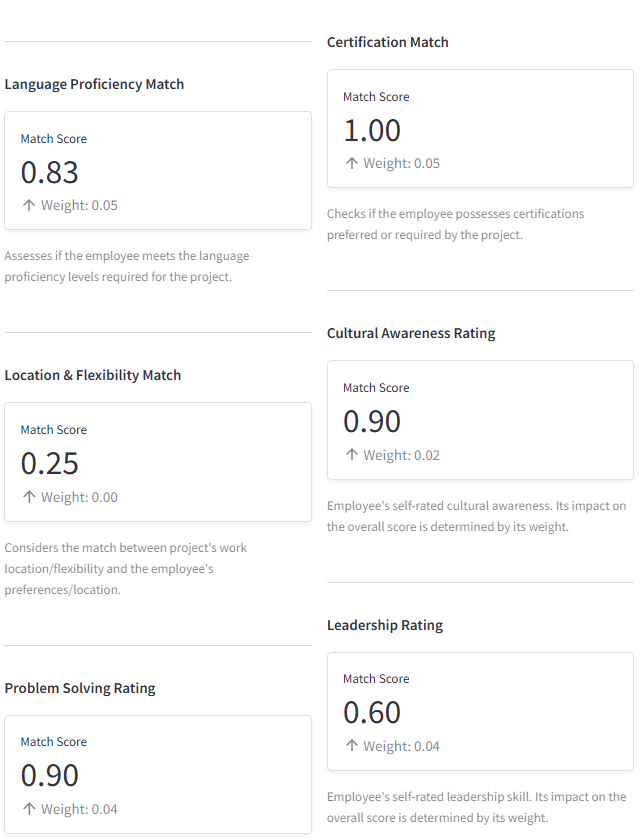 Language Proficiency Match
Match Score
0.83
Weight: 0.05
Assesses if the employee meets the language
proficiency levels required for the project.
Location & Flexibility Match
Match Score
0.25
Weight: 0.00
Considers the match between project's work
location/flexibility and the employee's
preferences/location.
Problem Solving Rating
Match Score
0.90
Weight: 0.04
Certification Match
Match Score
1.00
Weight: 0.05
Checks if the employee possesses certifications
preferred or required by the project.
Cultural Awareness Rating
Match Score
0.90
Weight: 0.02
Employee's self-rated cultural awareness. Its impact on
the overall score is determined by its weight.
Leadership Rating
Match Score
0.60
Weight: 0.04
Employee's self-rated leadership skill. Its impact on the
overall score is determined by its weight.